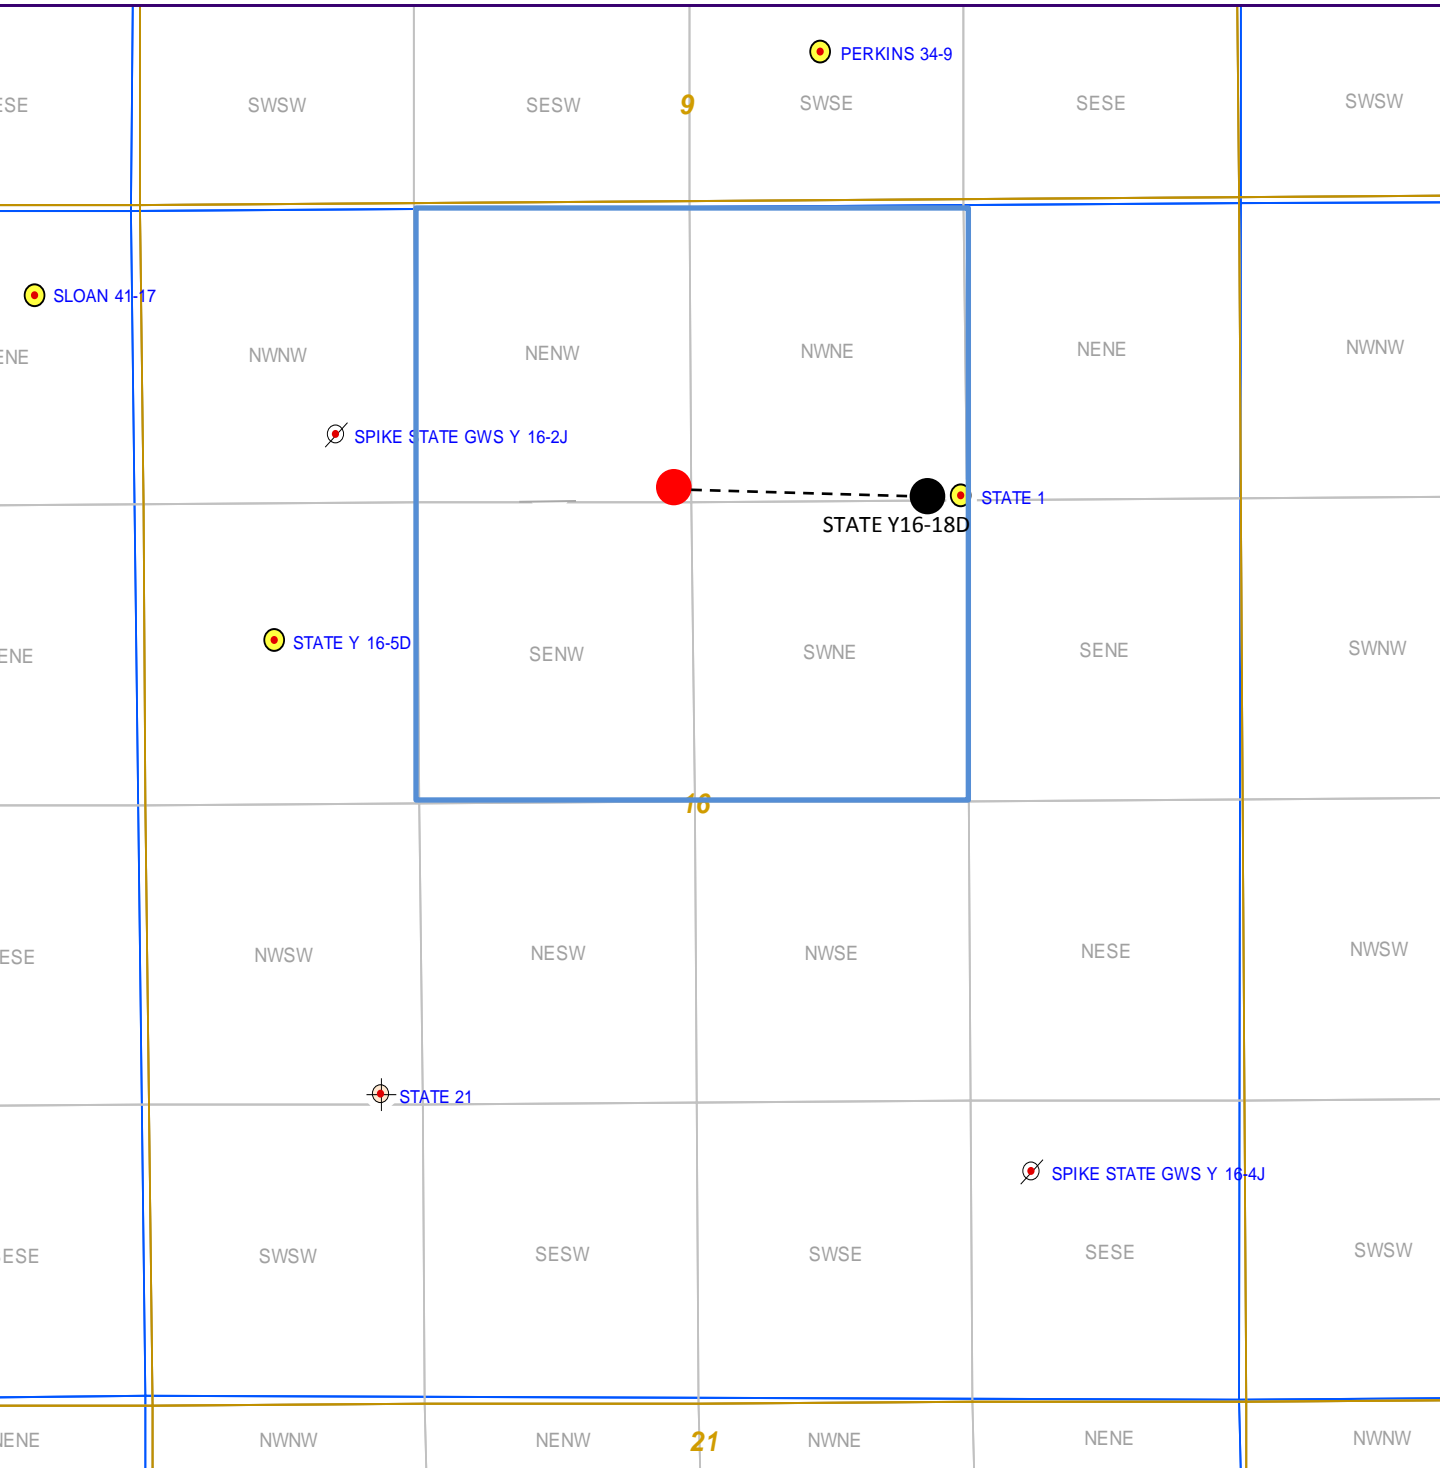 PERKINS 34-9
ESE
SWSW
SESW
9
SWSE
SESE
SWSW
SLOAN 41-17
ENE
NWNW
NENW
NWNE
NENE
NWNW
SPIKE STATE GWS Y 16-2J
STATE 1
STATE Y16-18D
STATE Y 16-5D
ENE
SENW
SWNE
SENE
SWNW
16
ESE
NWSW
NESW
NWSE
NESE
NWSW
STATE 21
SPIKE STATE GWS Y 16-4J
ESE
SWSW
SESW
SWSE
SESE
SWSW
NENE
NWNW
NENW
21
NWNE
NENE
NWNW